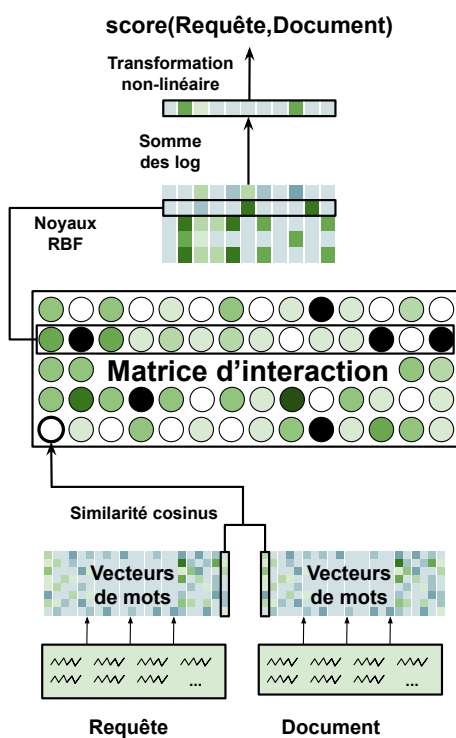 score(Requête,Document)
Transformation
non-linéaire
Somme
des log
Noyaux
RBF
Matrice d'interaction
Similarité cosinus
Vecteurs
de mots
Vecteurs
de mots
...
...
Requête
Document